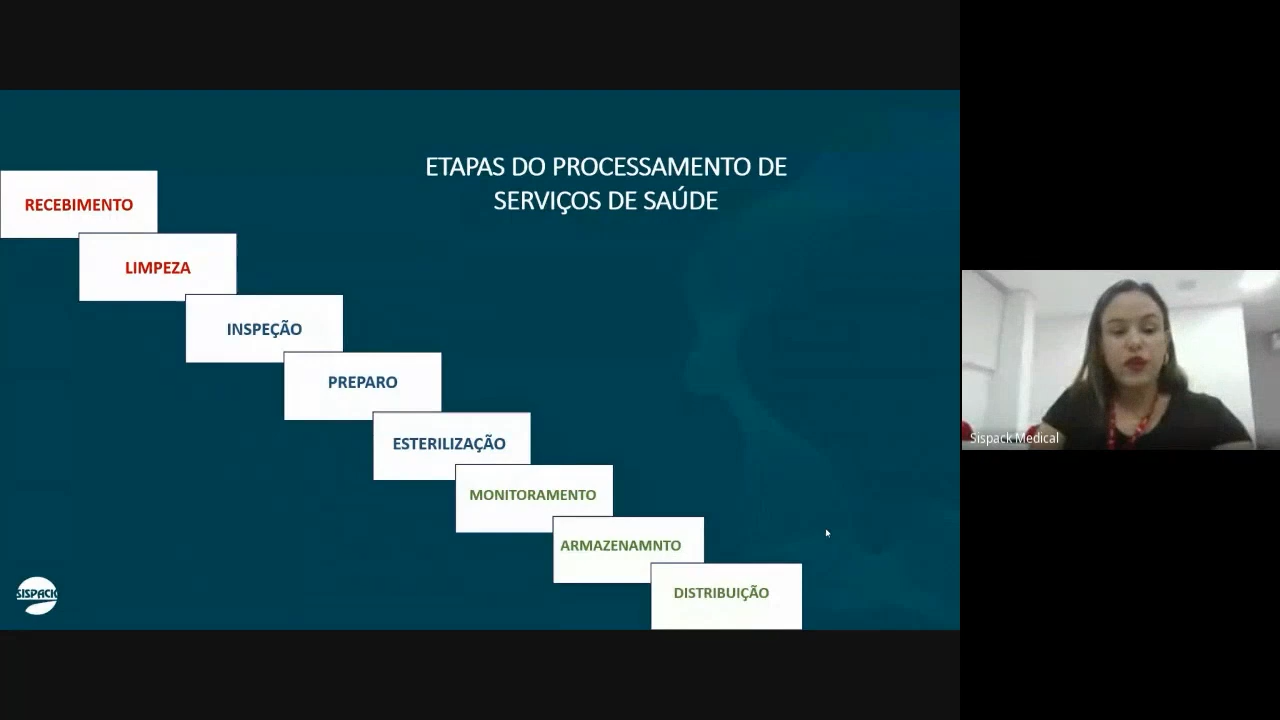 ETAPAS DO PROCESSAMENTO DE
SERVIÇOS DE SAÚDE
RECEBIMENTO
LIMPEZA
INSPEÇÃO
PREPARO
ESTERILIZAÇÃO
MONITORAMENTO
ARMAZENAMNTO
DISTRIBUIÇÃO
SISPACK
Sispack Medical